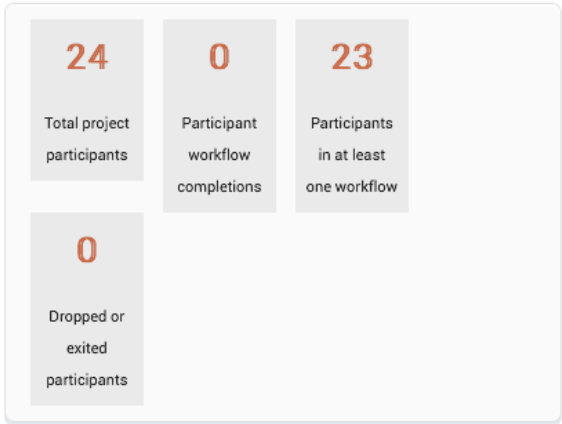 24
Total project
participants
0
Participant
workflow
completions
23
Participants
in at least
one workflow
0
Dropped or
exited
participants